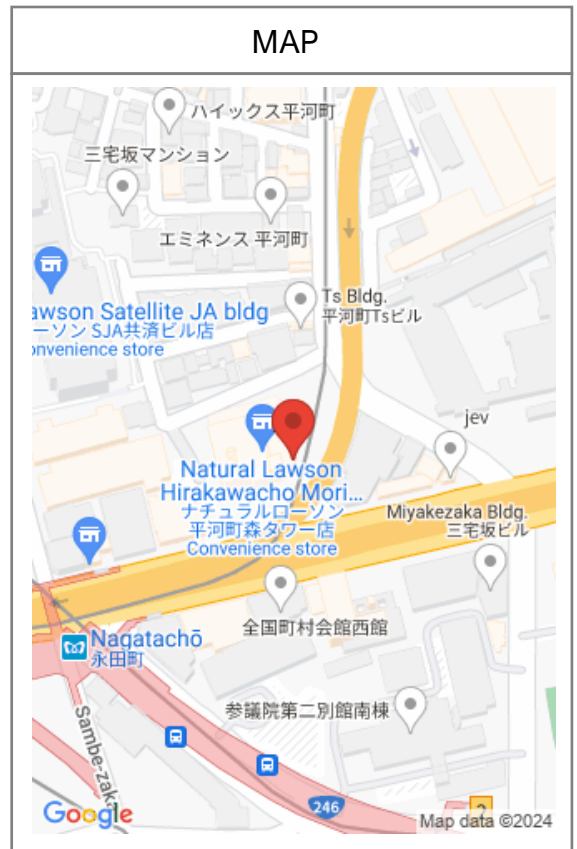 MAP
ハイックス平河町
三宅坂マンション
エミネンス 平河町
Ts Bldg.
平河町Tsビル
awson Satellite JA bldg
ーソン SJA共済ビル店
onvenience store
jev
Natural Lawson
Hirakawacho Mori...
ナチュラルローソン
平河町森タワー店
Convenience store
Miyakezaka Bldg.
三宅坂ビル
全国町村会館西館
Nagatachō
永田町
参議院第二別館南棟
Sambe-zaka
246
Google
Map data ©2024